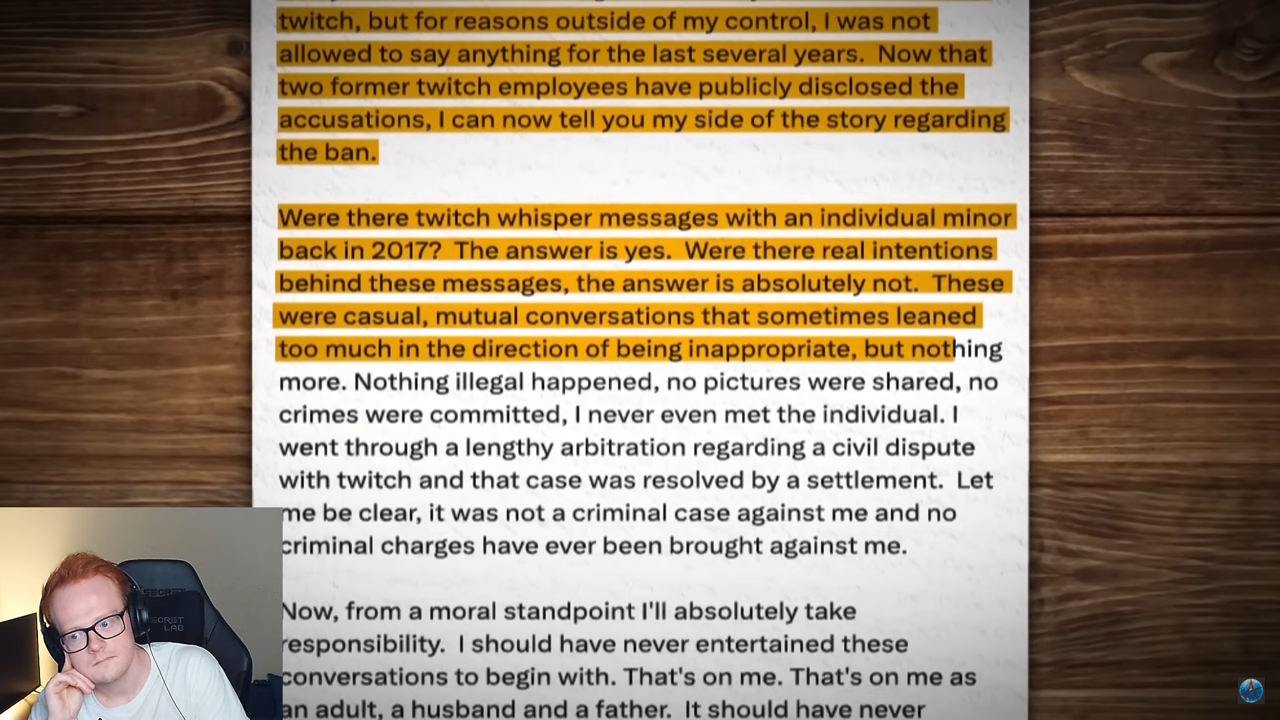 twitch, but for reasons outside of my control, I was not
allowed to say anything for the last several years. Now that
two former twitch employees have publicly disclosed the
accusations, I can now tell you my side of the story regarding
the ban.
Were there twitch whisper messages with an individual minor
back in 2017? The answer is yes. Were there real intentions
behind these messages, the answer is absolutely not. These
were casual, mutual conversations that sometimes leaned
too much in the direction of being inappropriate, but nothing
more. Nothing illegal happened, no pictures were shared, no
crimes were committed, I never even met the individual. I
went through a lengthy arbitration regarding a civil dispute
with twitch and that case was resolved by a settlement. Let
me be clear, it was not a criminal case against me and no
criminal charges have ever been brought against me.
Now, from a moral standpoint I'll absolutely take
responsibility. I should have never entertained these
conversations to begin with. That's on me. That's on me as
an adult, a husband and a father. It should have never
SECRET
LAB